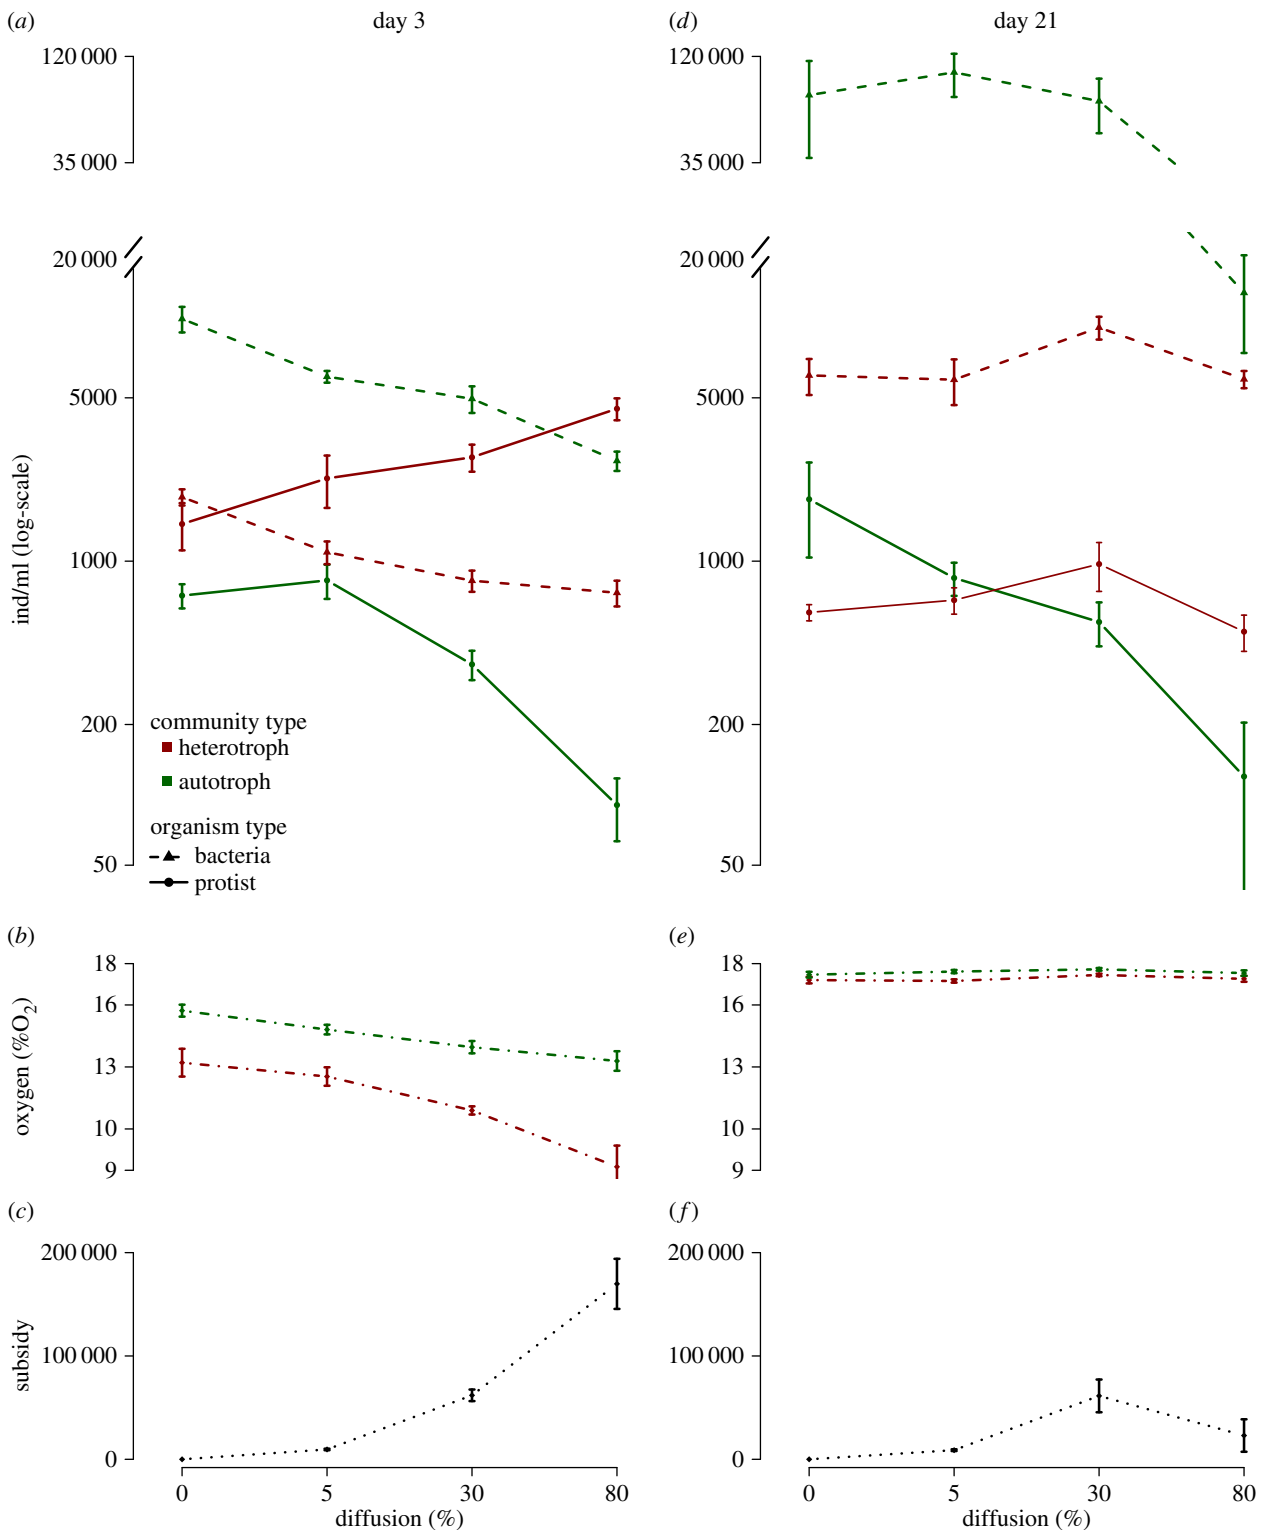 (a)
day 3
120 000
35 000
20 000
5000
1000
200
50
ind/ml (log-scale)
community type
heterotroph
autotroph
organism type
bacteria
protist
(d)
day 21
120 000
35 000
20 000
5000
1000
200
50
(b)
18
16
13
10
9
oxygen (%O2)
(e)
18
16
13
10
9
(c)
200 000
100 000
0
subsidy
0 5 30 80
diffusion (%)
(f)
200 000
100 000
0
0 5 30 80
diffusion (%)